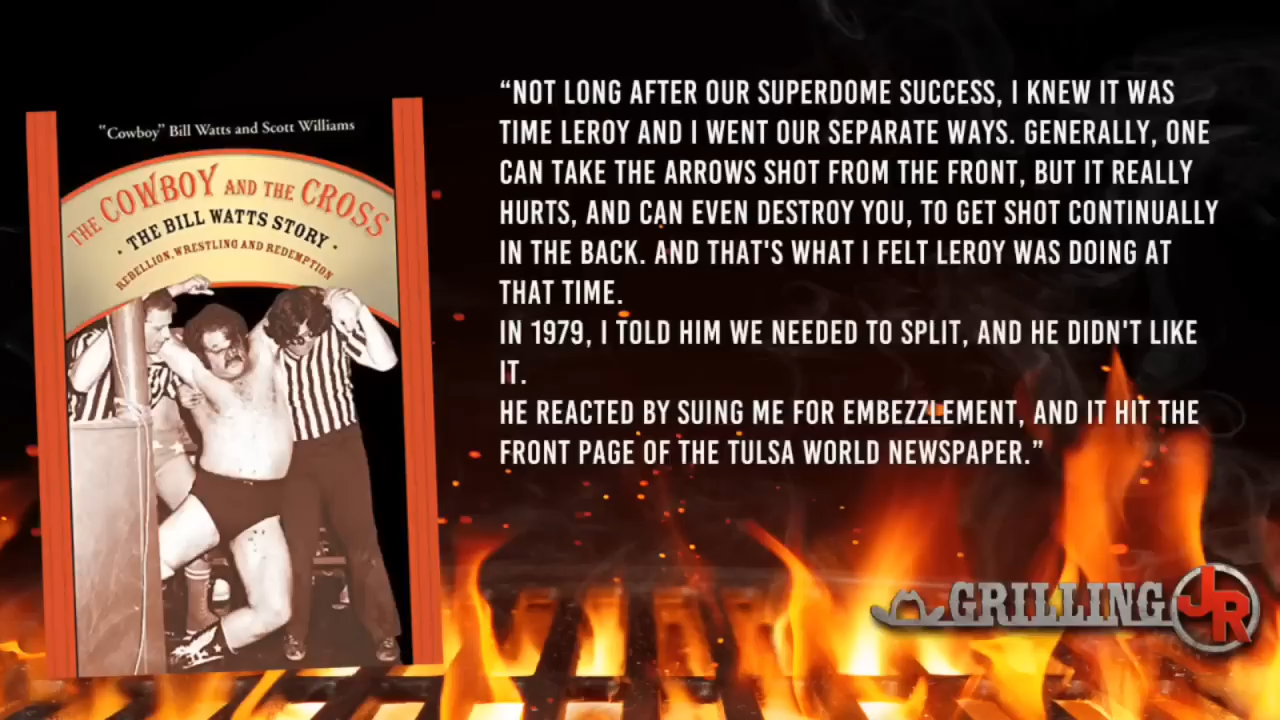 "Cowboy" Bill Watts and Scott Williams
THE COWBOY AND THE CROSS
· THE BILL WATTS STORY ·
REBELLION, WRESTLING AND REDEMPTION
“NOT LONG AFTER OUR SUPERDOME SUCCESS, I KNEW IT WAS
TIME LEROY AND I WENT OUR SEPARATE WAYS. GENERALLY, ONE
CAN TAKE THE ARROWS SHOT FROM THE FRONT, BUT IT REALLY
HURTS, AND CAN EVEN DESTROY YOU, TO GET SHOT CONTINUALLY
IN THE BACK. AND THAT'S WHAT I FELT LEROY WAS DOING AT
THAT TIME.
IN 1979, I TOLD HIM WE NEEDED TO SPLIT, AND HE DIDN'T LIKE
IT.
HE REACTED BY SUING ME FOR EMBEZZLEMENT, AND IT HIT THE
FRONT PAGE OF THE TULSA WORLD NEWSPAPER.”
GRILLING JR